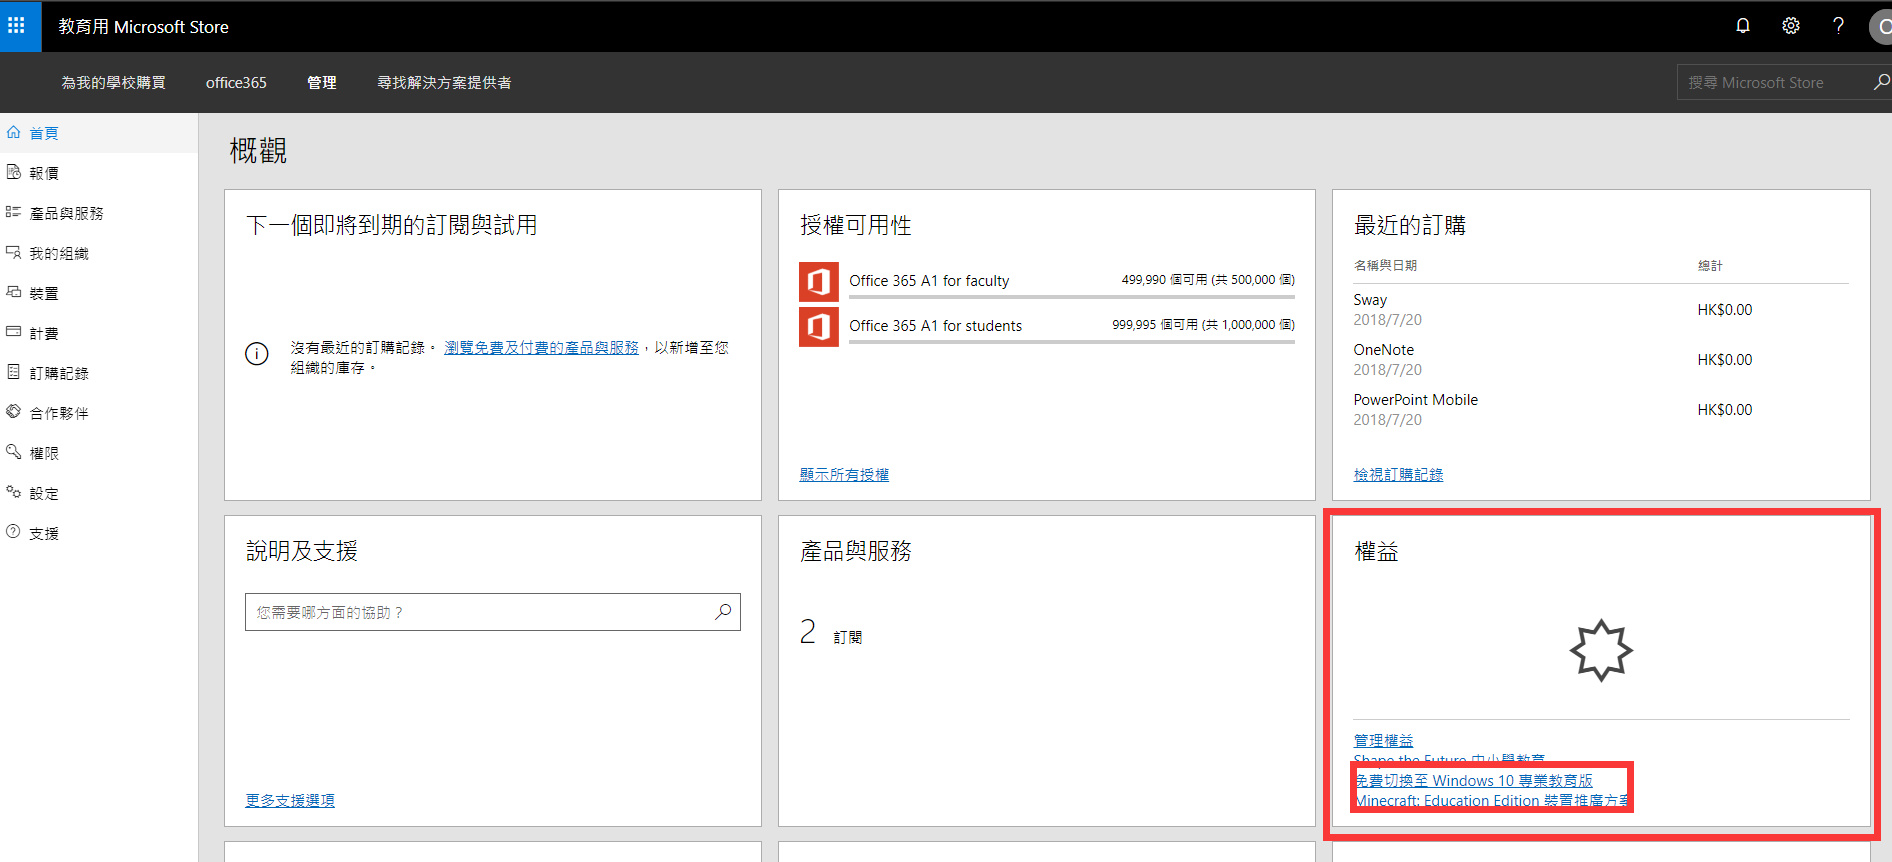 教育用 Microsoft Store
為我的學校購買
office365
管理
尋找解決方案提供者
搜尋 Microsoft Store
首頁
報價
產品與服務
我的組織
裝置
計費
訂購記錄
合作夥伴
權限
設定
支援
概觀
下一個即將到期的訂閱與試用
沒有最近的訂購記錄。 瀏覽免費及付費的產品與服務，以新增至您
組織的庫存。
授權可用性
Office 365 A1 for faculty
499,990 個可用 (共 500,000 個)
Office 365 A1 for students
999,995 個可用 (共 1,000,000 個)
顯示所有授權
最近的訂購
名稱與日期
總計
Sway
2018/7/20
HK$0.00
OneNote
2018/7/20
HK$0.00
PowerPoint Mobile
2018/7/20
HK$0.00
檢視訂購記錄
說明及支援
您需要哪方面的協助？
更多支援選項
產品與服務
2 訂閱
權益
管理權益
Shape the Future 中小學教育
免費切換至 Windows 10 專業教育版
Minecraft: Education Edition 裝置推廣方案